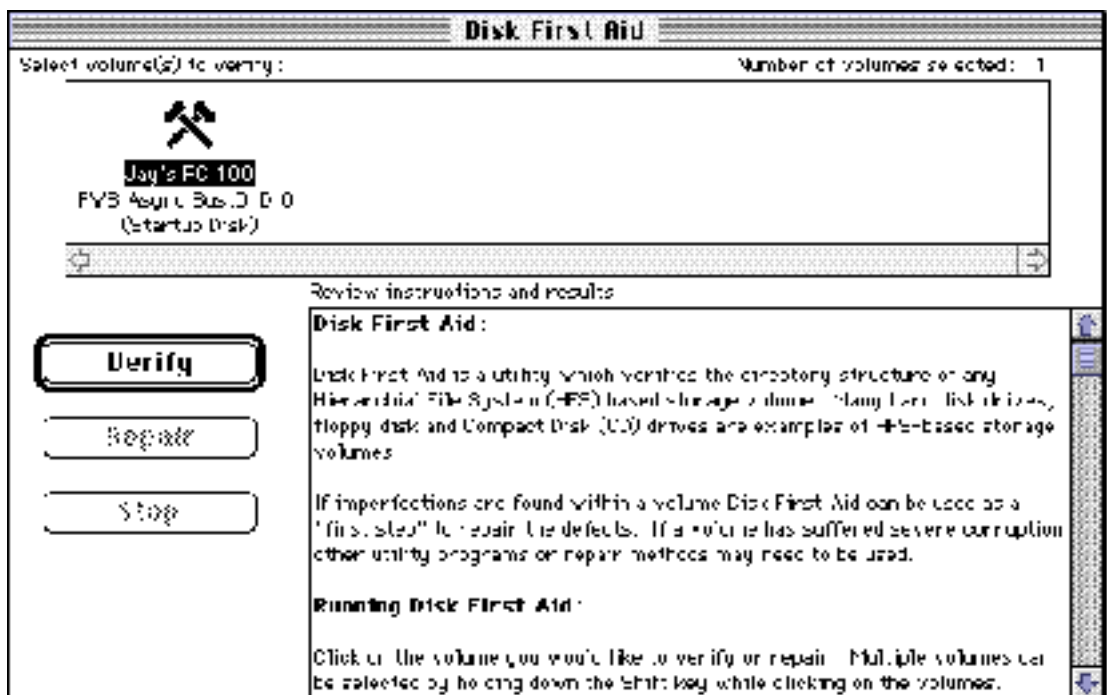 Disk First Aid
Select volume(s) to verify:
Number of volumes selected: 1
Jay's FC 100
(Startup Disk)
Review instructions and results
Disk First Aid:
Verify
Disk First Aid is a utility which verifies the directory structure of any
Hierarchial File System (HFS) based storage volume. Many hard disk drives,
Repair
floppy disk and Compact Disk (CD) drives are examples of HFS-based storage
volumes
Stop
If imperfections are found within a volume Disk First Aid can be used as a
"first step" to repair the defects. If a volume has suffered severe corruption
other utility programs or repair methods may need to be used.
Running Disk First Aid:
Click on the volume you would like to verify or repair. Multiple volumes can
be selected by holding down the Shift key while clicking on the volumes.